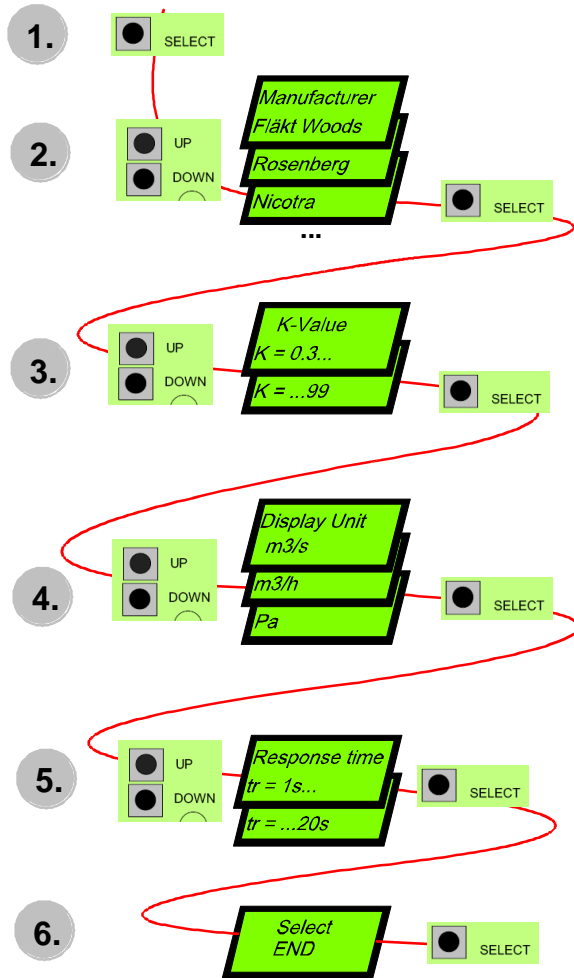 1.
SELECT
2.
UP
DOWN
Manufacturer
Fläkt Woods
Rosenberg
Nicotra
...
SELECT
3.
UP
DOWN
K-Value
K = 0.3...
K = ...99
SELECT
4.
UP
DOWN
Display Unit
m3/s
m3/h
Pa
SELECT
5.
UP
DOWN
Response time
tr = 1s...
tr = ...20s
SELECT
6.
Select
END
SELECT